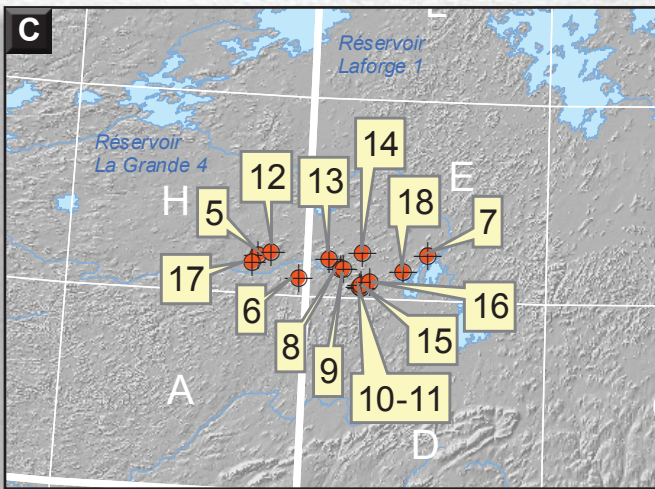 C
L
Réservoir
Laforge 1
Réservoir
La Grande 4
14
12
13
H
E
5
18
7
17
6
16
8
15
9
10-11
A
D